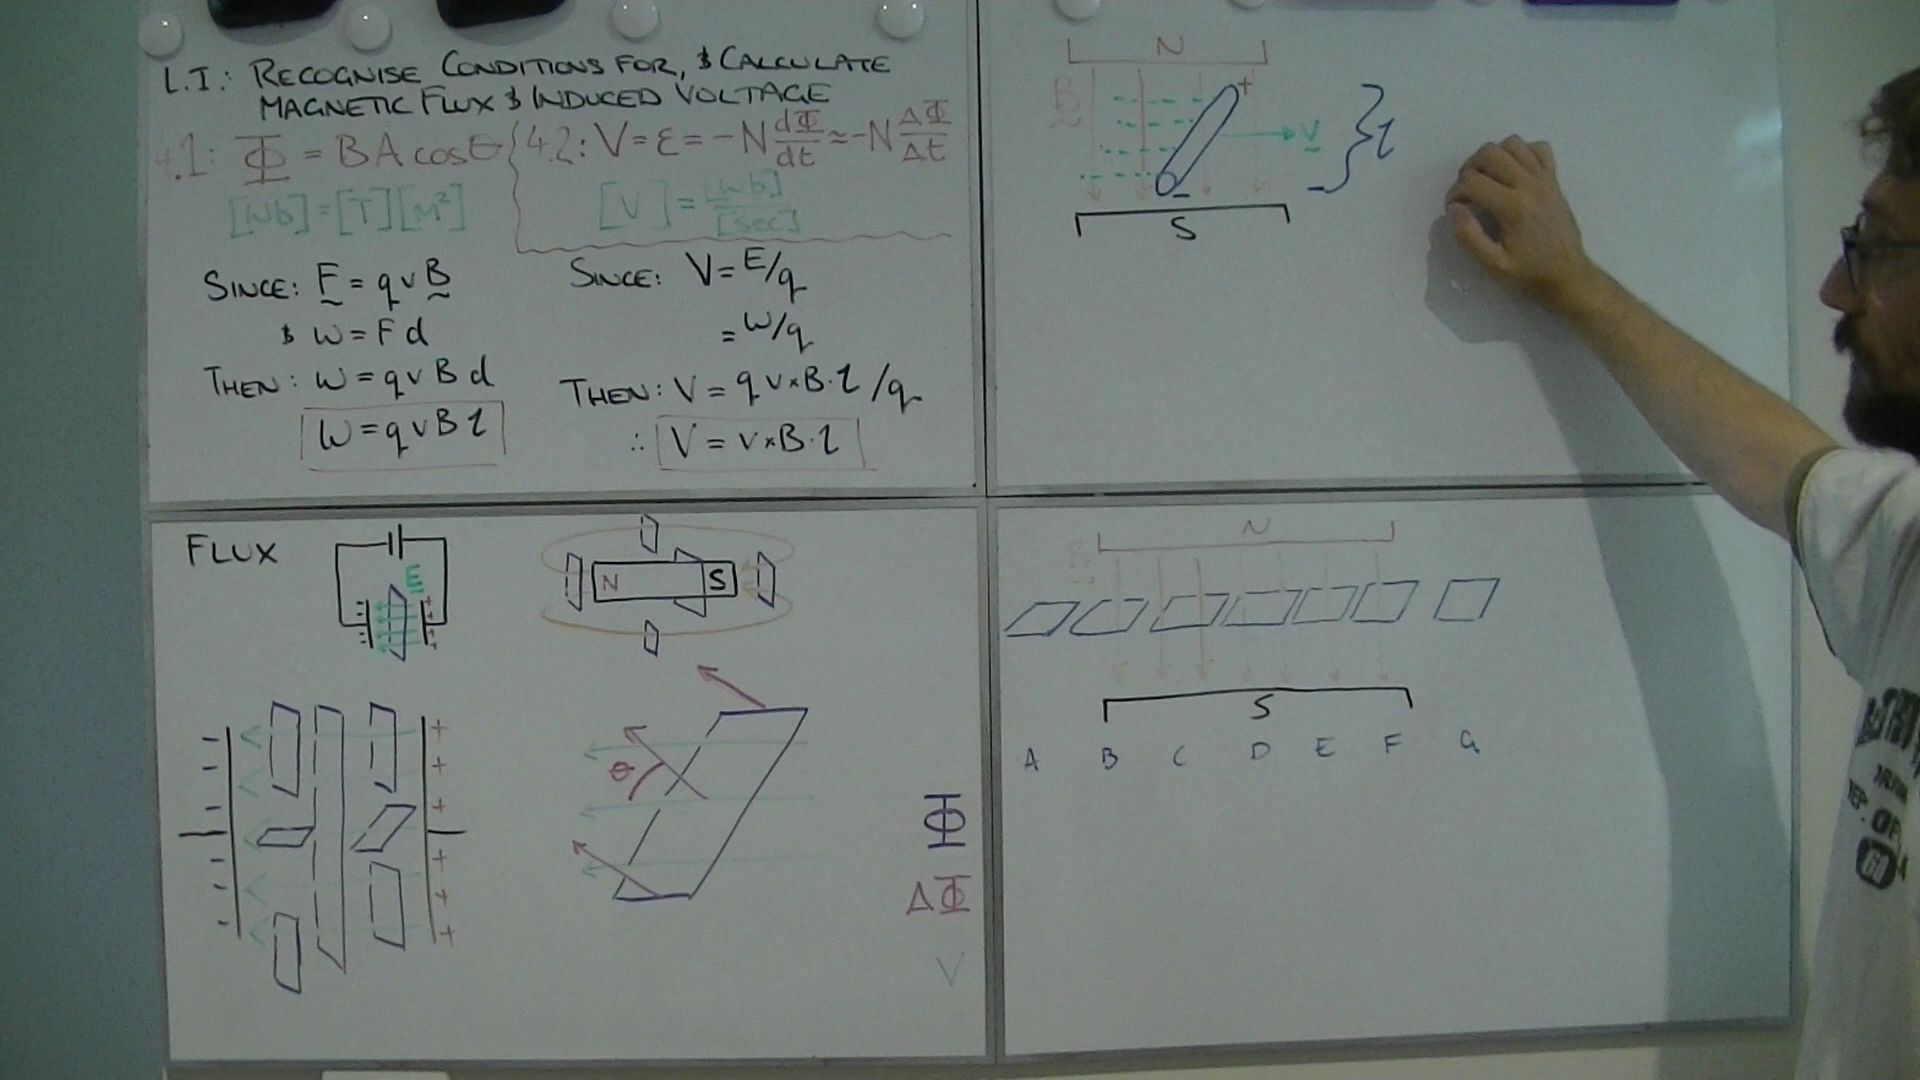 L.I.: RECOGNISE CONDITIONS FOR, & CALCULATE
MAGNETIC FLUX & INDUCED VOLTAGE
4.1: Φ = BA cosθ
[Wb]=[T][M²]
4.2: V = ε = -N dΦ/dt ≈ -N ΔΦ/Δt
[V] = [Wb]/[sec]
SINCE: F = qvB
& W = Fd
THEN: W = qvBd
W = qvBl
SINCE: V = E/q
= W/q
THEN: V = qv×B·l/q
∴ V = v×B·l
N
B
+
v
l
-
S
FLUX
E
N S
θ
Φ
ΔΦ
V
N
B
S
A B C D E F G